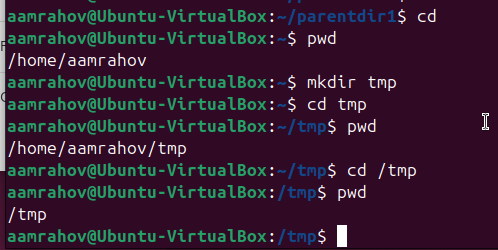 aamrahov@Ubuntu-VirtualBox:~/parentdir1$ cd
aamrahov@Ubuntu-VirtualBox:~$ pwd
/home/aamrahov
aamrahov@Ubuntu-VirtualBox:~$ mkdir tmp
aamrahov@Ubuntu-VirtualBox:~$ cd tmp
aamrahov@Ubuntu-VirtualBox:~/tmp$ pwd
/home/aamrahov/tmp
aamrahov@Ubuntu-VirtualBox:~/tmp$ cd /tmp
aamrahov@Ubuntu-VirtualBox:/tmp$ pwd
/tmp
aamrahov@Ubuntu-VirtualBox:/tmp$